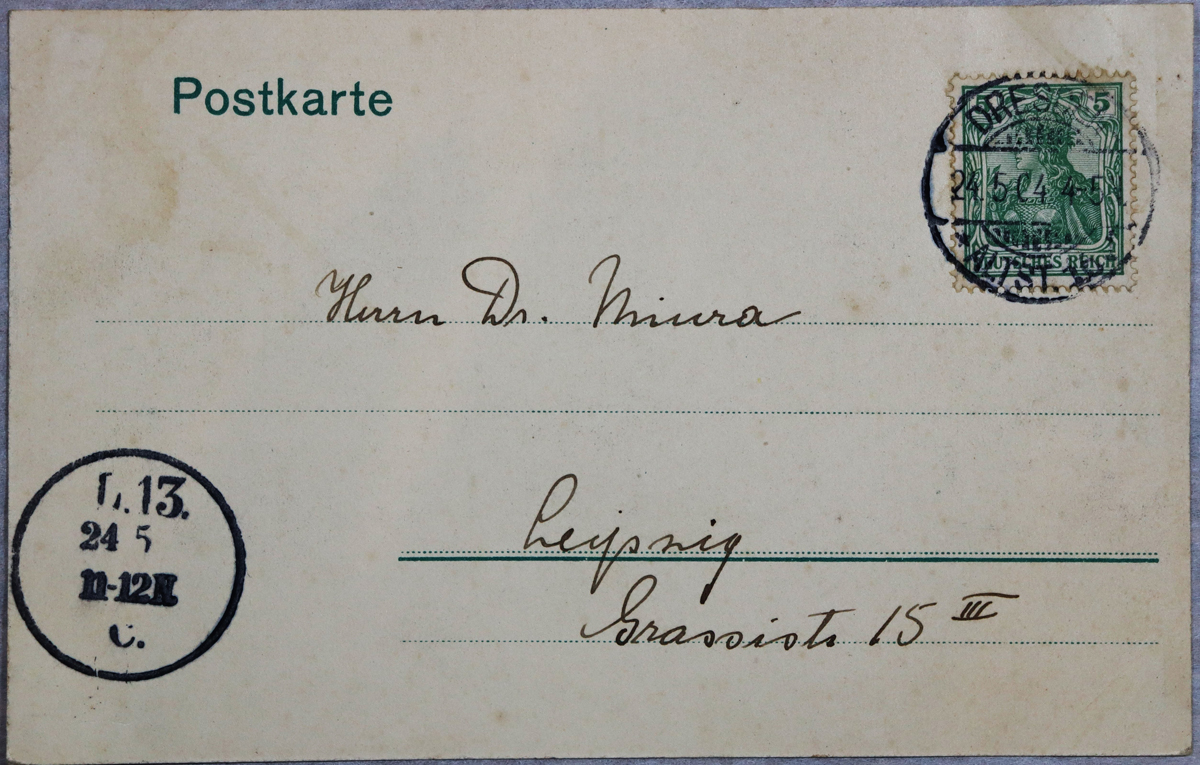 Postkarte
5 5
24.5 04 4-5
DEUTSCHES REICH
Herrn Dr. Miura
Leipzig
Grassistr. 15 III
L.13.
24 5
11-12N
C.